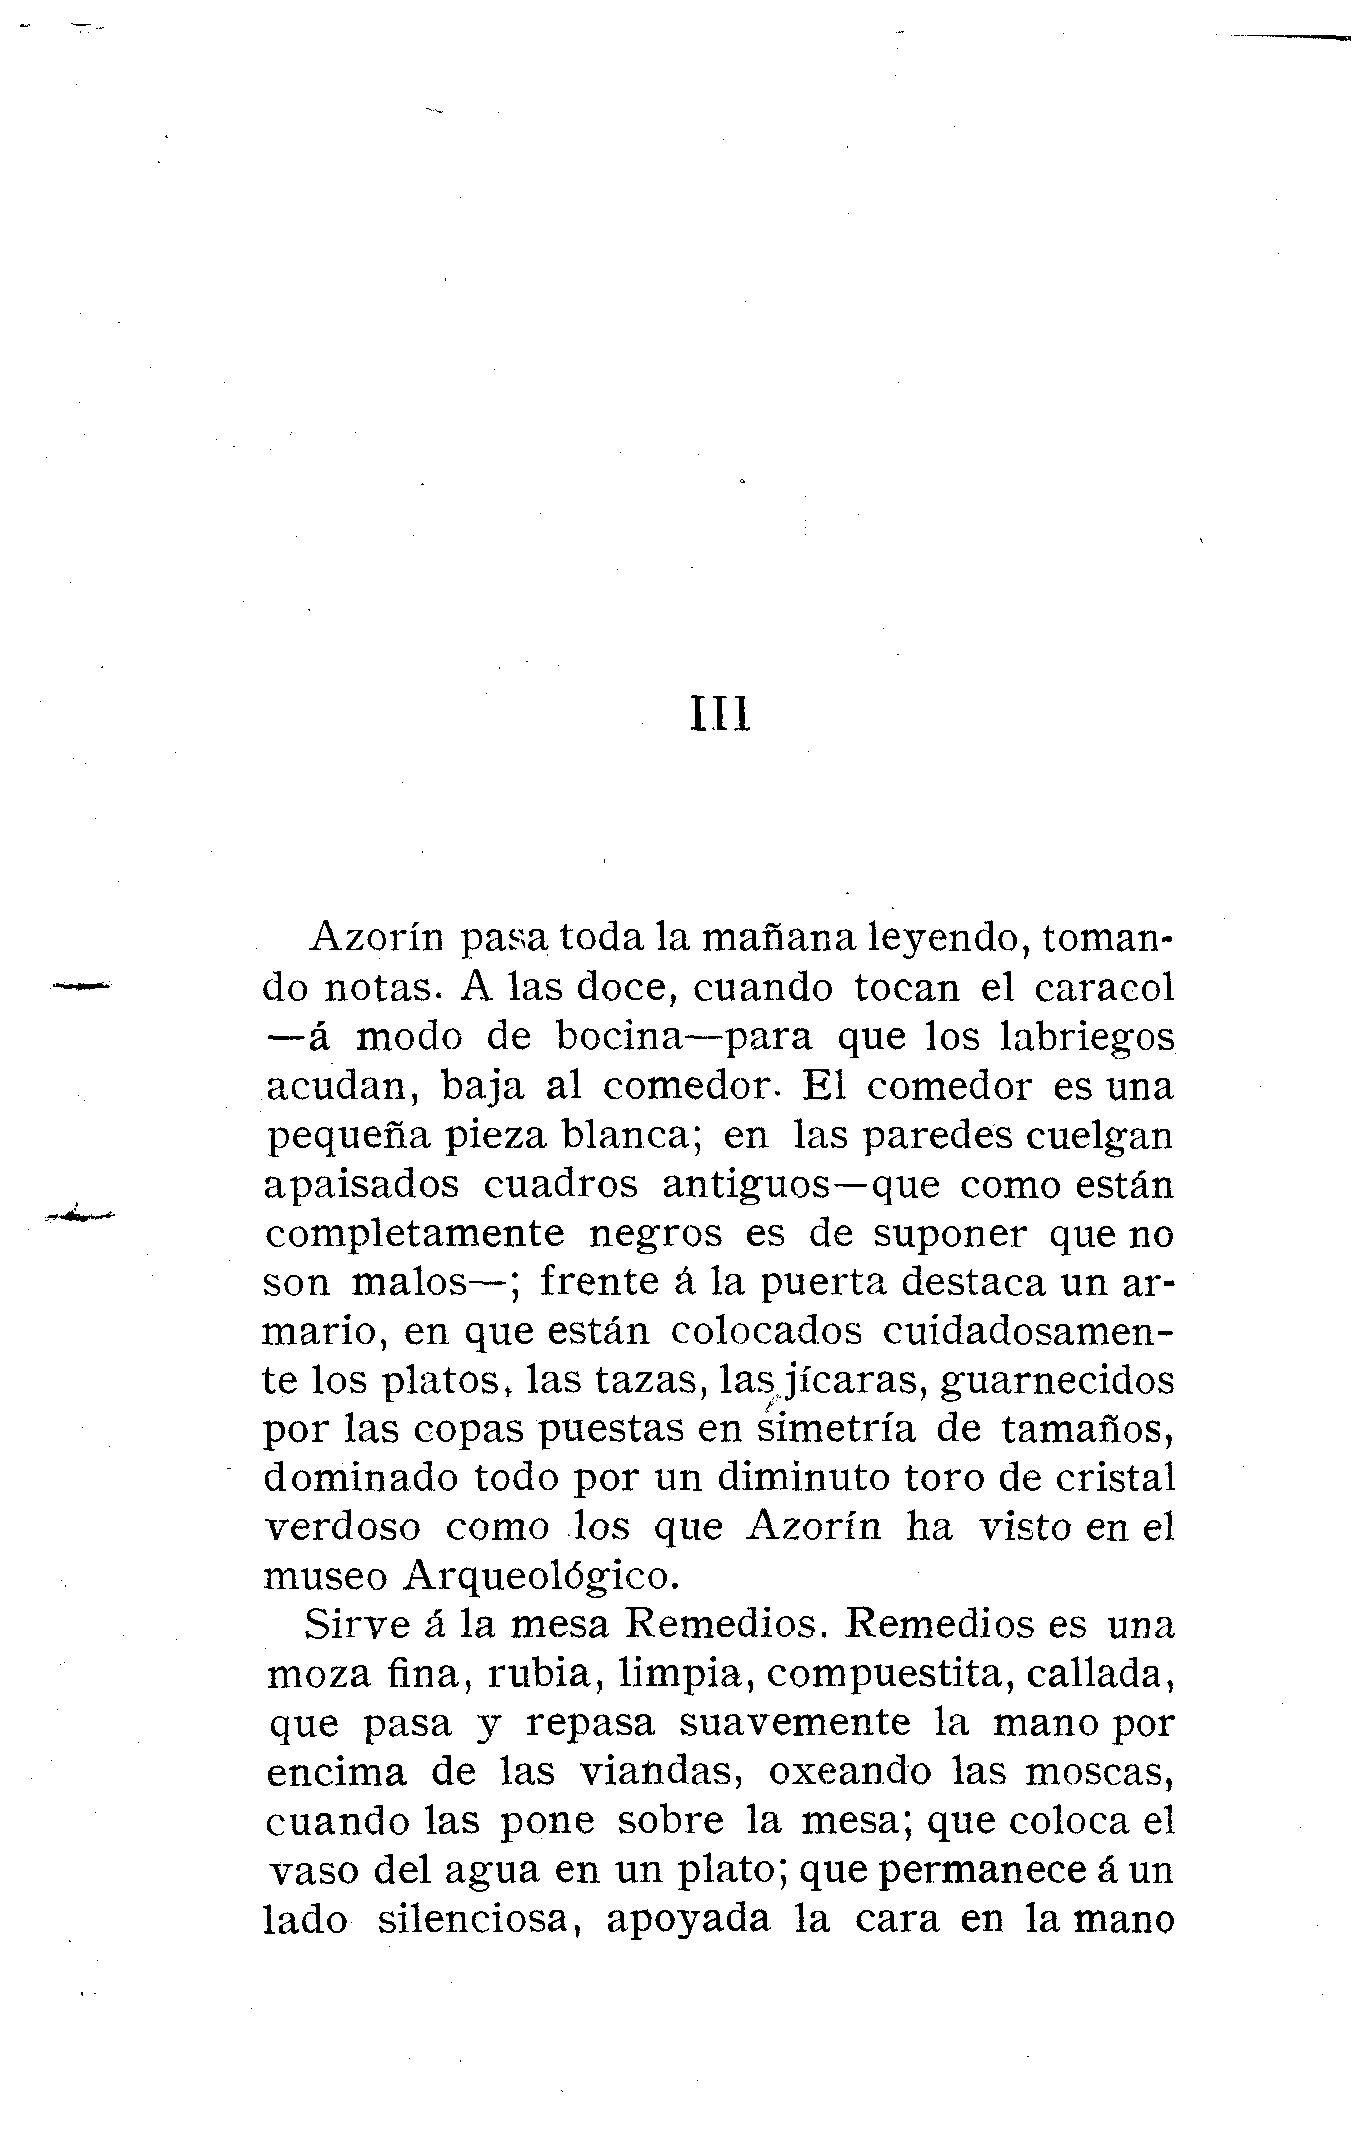 III
Azorín pasa toda la mañana leyendo, toman-
do notas. A las doce, cuando tocan el caracol
—á modo de bocina—para que los labriegos
acudan, baja al comedor. El comedor es una
pequeña pieza blanca; en las paredes cuelgan
apaisados cuadros antiguos—que como están
completamente negros es de suponer que no
son malos—; frente á la puerta destaca un ar-
mario, en que están colocados cuidadosamen-
te los platos, las tazas, las jícaras, guarnecidos
por las copas puestas en simetría de tamaños,
dominado todo por un diminuto toro de cristal
verdoso como los que Azorín ha visto en el
museo Arqueológico.
Sirve á la mesa Remedios. Remedios es una
moza fina, rubia, limpia, compuestita, callada,
que pasa y repasa suavemente la mano por
encima de las viandas, oxeando las moscas,
cuando las pone sobre la mesa; que coloca el
vaso del agua en un plato; que permanece á un
lado silenciosa, apoyada la cara en la mano